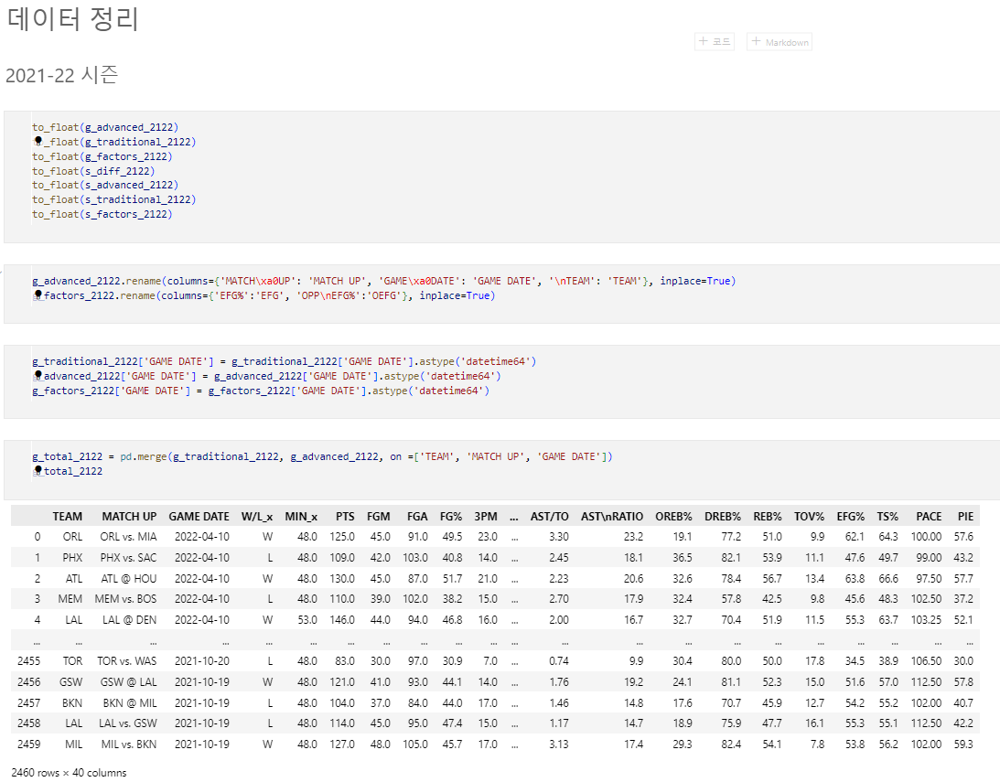 데이터 정리
+ 코드 + Markdown
2021-22 시즌
to_float(g_advanced_2122)
_float(g_traditional_2122)
to_float(g_factors_2122)
to_float(s_diff_2122)
to_float(s_advanced_2122)
to_float(s_traditional_2122)
to_float(s_factors_2122)
g_advanced_2122.rename(columns={'MATCH\xa0UP': 'MATCH UP', 'GAME\xa0DATE': 'GAME DATE', '\nTEAM': 'TEAM'}, inplace=True)
factors_2122.rename(columns={'EFG%':'EFG', 'OPP\nEFG%':'OEFG'}, inplace=True)
g_traditional_2122['GAME DATE'] = g_traditional_2122['GAME DATE'].astype('datetime64')
advanced_2122['GAME DATE'] = g_advanced_2122['GAME DATE'].astype('datetime64')
g_factors_2122['GAME DATE'] = g_factors_2122['GAME DATE'].astype('datetime64')
g_total_2122 = pd.merge(g_traditional_2122, g_advanced_2122, on =['TEAM', 'MATCH UP', 'GAME DATE'])
total_2122
TEAM MATCH UP GAME DATE W/L_x MIN_x PTS FGM FGA FG% 3PM ... AST/TO AST\nRATIO OREB% DREB% REB% TOV% EFG% TS% PACE PIE
0 ORL ORL vs. MIA 2022-04-10 W 48.0 125.0 45.0 91.0 49.5 23.0 ... 3.30 23.2 19.1 77.2 51.0 9.9 62.1 64.3 100.00 57.6
1 PHX PHX vs. SAC 2022-04-10 L 48.0 109.0 42.0 103.0 40.8 14.0 ... 2.45 18.1 36.5 82.1 53.9 11.1 47.6 49.7 99.00 43.2
2 ATL ATL @ HOU 2022-04-10 W 48.0 130.0 45.0 87.0 51.7 21.0 ... 2.23 20.6 32.6 78.4 56.7 13.4 63.8 66.6 97.50 57.7
3 MEM MEM vs. BOS 2022-04-10 L 48.0 110.0 39.0 102.0 38.2 15.0 ... 2.70 17.9 32.4 57.8 42.5 9.8 45.6 48.3 102.50 37.2
4 LAL LAL @ DEN 2022-04-10 W 53.0 146.0 44.0 94.0 46.8 16.0 ... 2.00 16.7 32.7 70.4 51.9 11.5 55.3 63.7 103.25 52.1
... ... ... ... ... ... ... ... ... ... ... ... ... ... ... ... ... ... ... ... ... ...
2455 TOR TOR vs. WAS 2021-10-20 L 48.0 83.0 30.0 97.0 30.9 7.0 ... 0.74 9.9 30.4 80.0 50.0 17.8 34.5 38.9 106.50 30.0
2456 GSW GSW @ LAL 2021-10-19 W 48.0 121.0 41.0 93.0 44.1 14.0 ... 1.76 19.2 24.1 81.1 52.3 15.0 51.6 57.0 112.50 57.8
2457 BKN BKN @ MIL 2021-10-19 L 48.0 104.0 37.0 84.0 44.0 17.0 ... 1.46 14.8 17.6 70.7 45.9 12.7 54.2 55.2 102.00 40.7
2458 LAL LAL vs. GSW 2021-10-19 L 48.0 114.0 45.0 95.0 47.4 15.0 ... 1.17 14.7 18.9 75.9 47.7 16.1 55.3 55.1 112.50 42.2
2459 MIL MIL vs. BKN 2021-10-19 W 48.0 127.0 48.0 105.0 45.7 17.0 ... 3.13 17.4 29.3 82.4 54.1 7.8 53.8 56.2 102.00 59.3
2460 rows × 40 columns